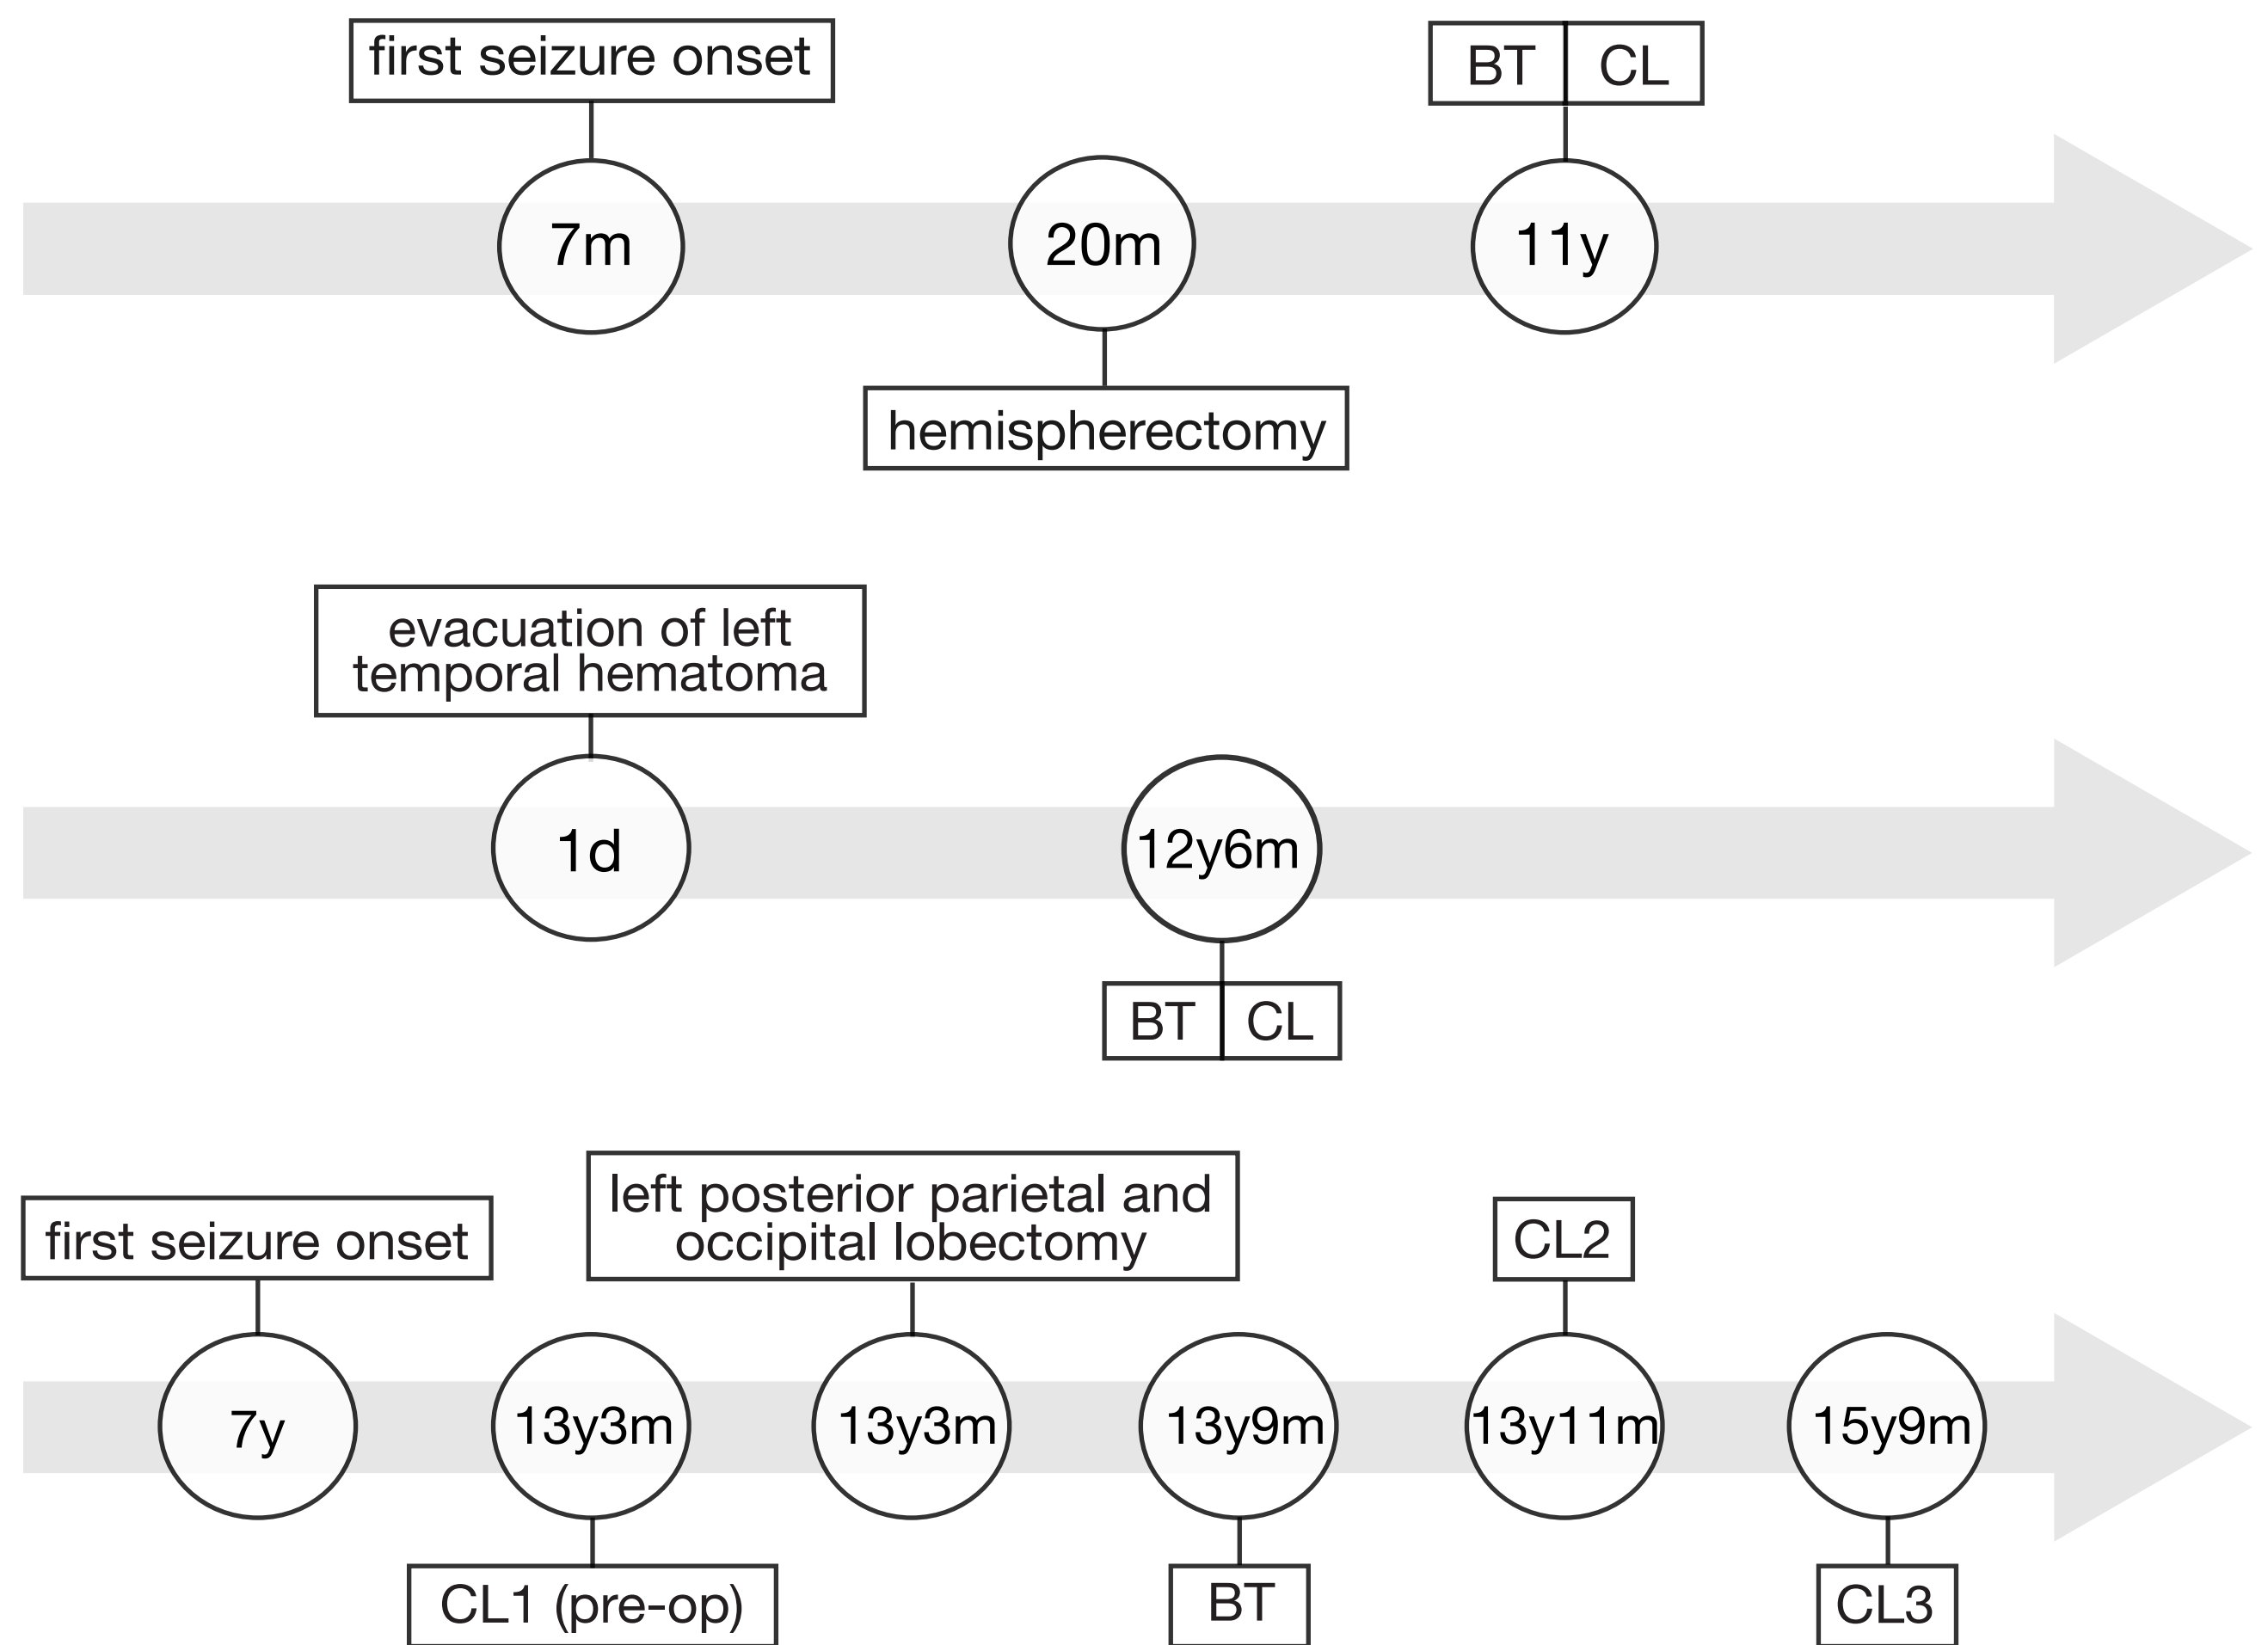 first seizure onset
BT CL
7m 20m 11y
hemispherectomy
evacuation of left
temporal hematoma
1d 12y6m
BT CL
left posterior parietal and
occipital lobectomy
first seizure onset
CL2
7y 13y3m 13y3m 13y9m 13y11m 15y9m
CL1 (pre-op) BT CL3